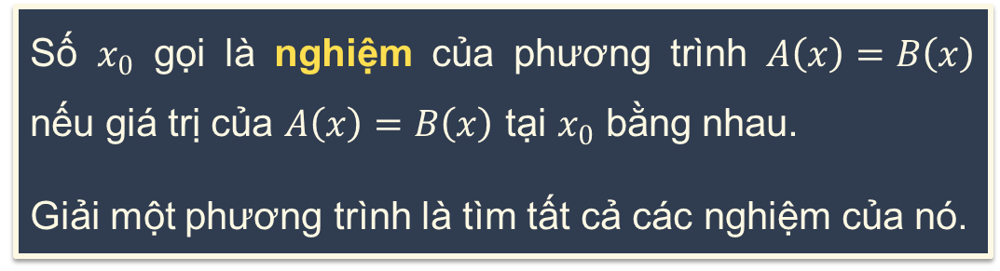 Số x₀ gọi là nghiệm của phương trình A(x) = B(x)
nếu giá trị của A(x) = B(x) tại x₀ bằng nhau.
Giải một phương trình là tìm tất cả các nghiệm của nó.